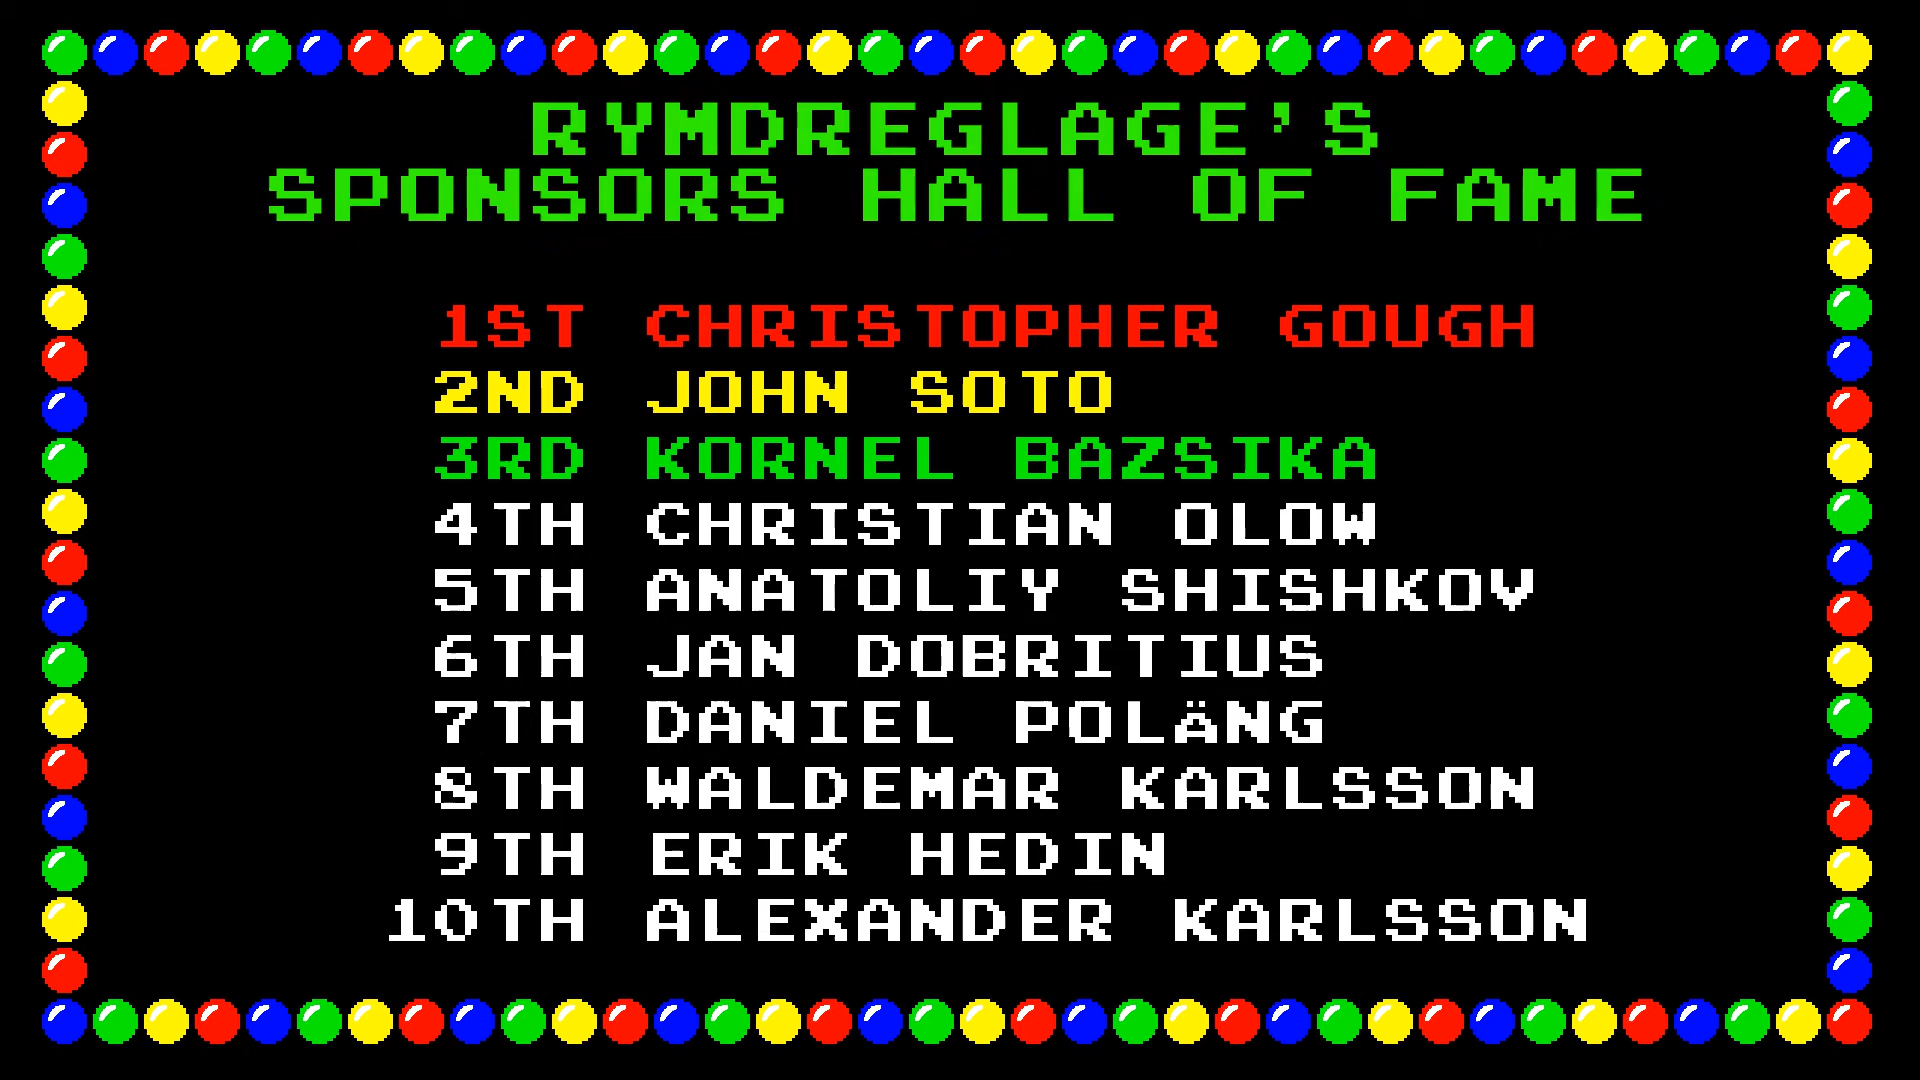 RYMDREGLAGE'S
SPONSORS HALL OF FAME
1ST CHRISTOPHER GOUGH
2ND JOHN SOTO
3RD KORNEL BAZSIKA
4TH CHRISTIAN OLOW
5TH ANATOLIY SHISHKOV
6TH JAN DOBRITIUS
7TH DANIEL POLÄNG
8TH WALDEMAR KARLSSON
9TH ERIK HEDIN
10TH ALEXANDER KARLSSON